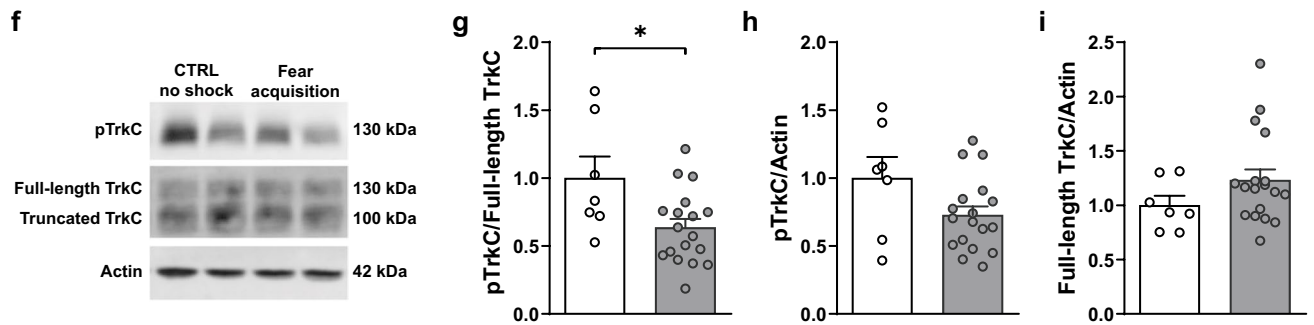 f
CTRL no shock
Fear acquisition
pTrkC
130 kDa
Full-length TrkC
130 kDa
Truncated TrkC
100 kDa
Actin
42 kDa
g
*
pTrkC/Full-length TrkC
2.0
1.5
1.0
0.5
0.0
h
pTrkC/Actin
2.0
1.5
1.0
0.5
0.0
i
Full-length TrkC/Actin
2.5
2.0
1.5
1.0
0.5
0.0